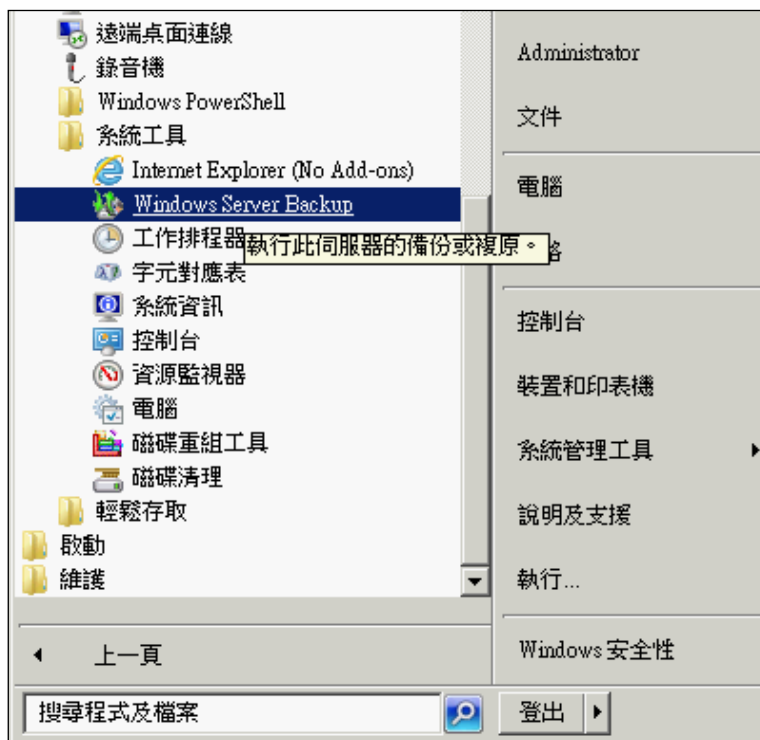 遠端桌面連線
錄音機
Windows PowerShell
系統工具
Internet Explorer (No Add-ons)
Windows Server Backup
工作排程器
執行此伺服器的備份或複原。
字元對應表
系統資訊
控制台
資源監視器
電腦
磁碟重組工具
磁碟清理
輕鬆存取
啟動
維護
上一頁
搜尋程式及檔案
Administrator
文件
電腦
控制台
裝置和印表機
系統管理工具
說明及支援
執行...
Windows 安全性
登出